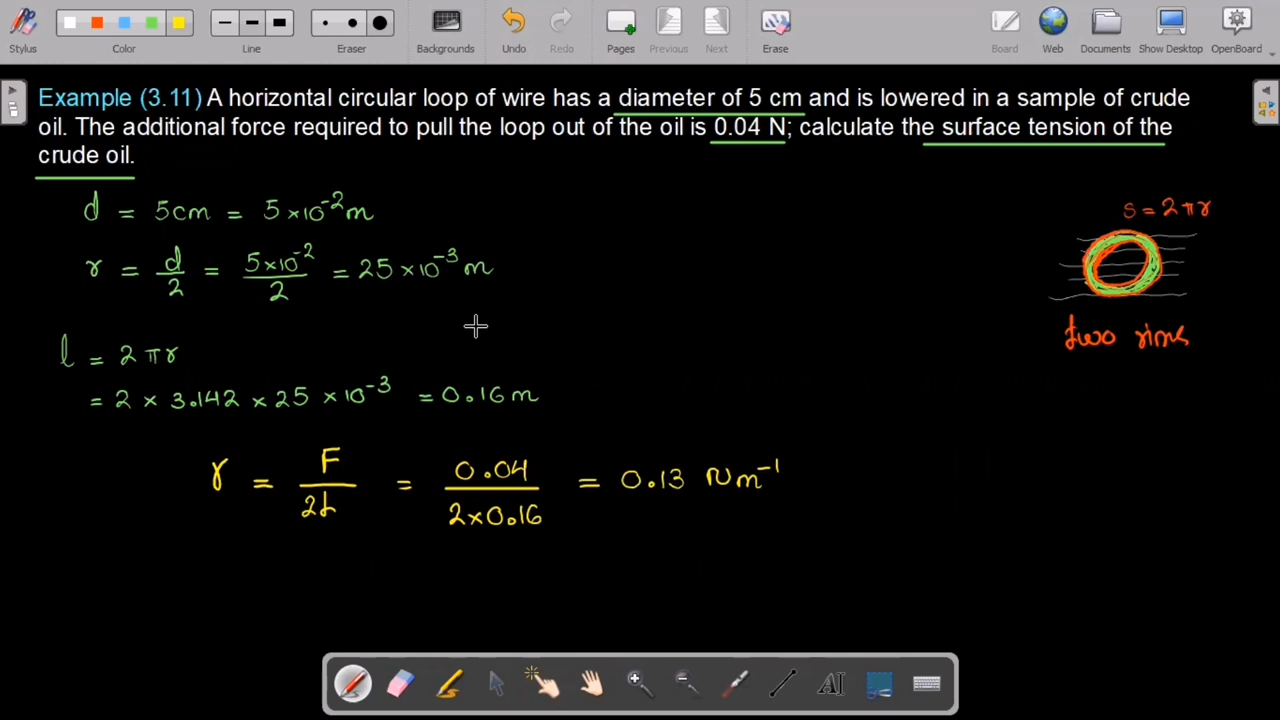 Stylus Color Line Eraser Backgrounds Undo Redo Pages Previous Next Erase Board Web Documents Show Desktop OpenBoard
Example (3.11) A horizontal circular loop of wire has a diameter of 5 cm and is lowered in a sample of crude
oil. The additional force required to pull the loop out of the oil is 0.04 N; calculate the surface tension of the
crude oil.
d = 5cm = 5×10⁻²m
r = d/2 = 5×10⁻²/2 = 25×10⁻³ m
s = 2πr
two rims
l = 2πr
= 2 × 3.142 × 25 × 10⁻³ = 0.16 m
γ = F/2L = 0.04/2×0.16 = 0.13 Nm⁻¹
AI